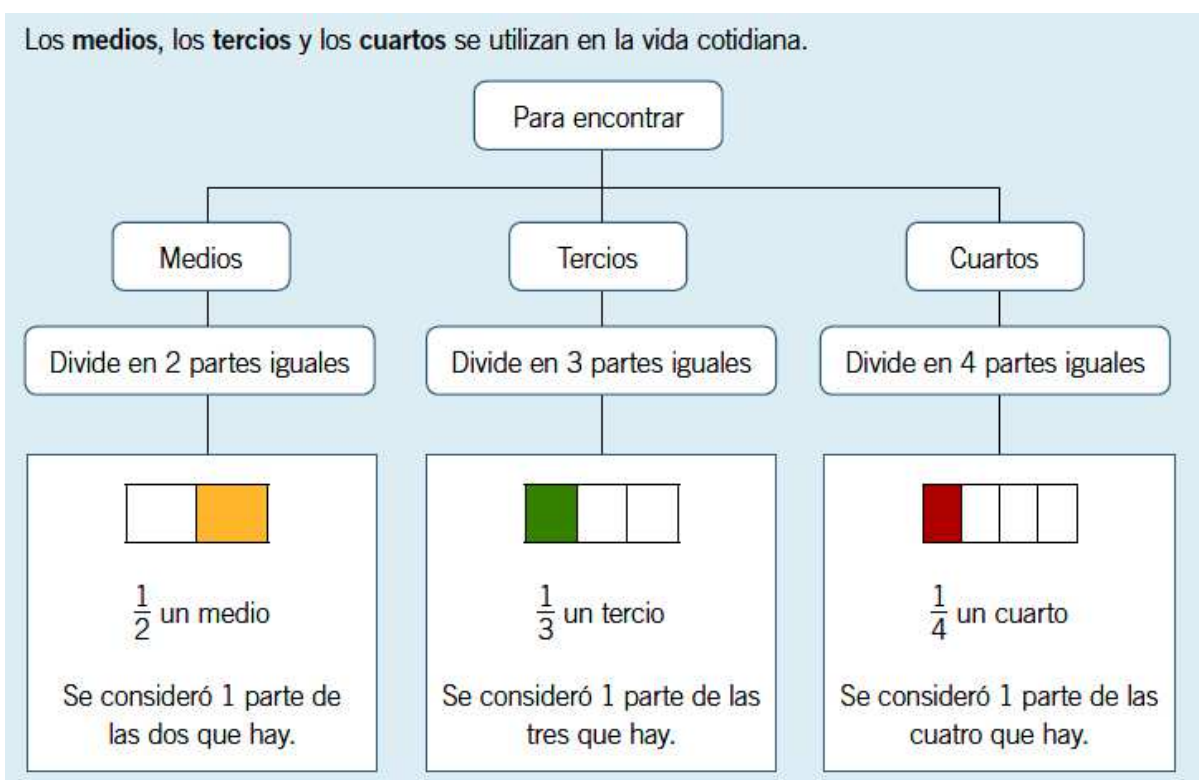 Los medios, los tercios y los cuartos se utilizan en la vida cotidiana.
Para encontrar
Medios
Tercios
Cuartos
Divide en 2 partes iguales
Divide en 3 partes iguales
Divide en 4 partes iguales
1/2 un medio
1/3 un tercio
1/4 un cuarto
Se consideró 1 parte de
las dos que hay.
Se consideró 1 parte de las
tres que hay.
Se consideró 1 parte de las
cuatro que hay.